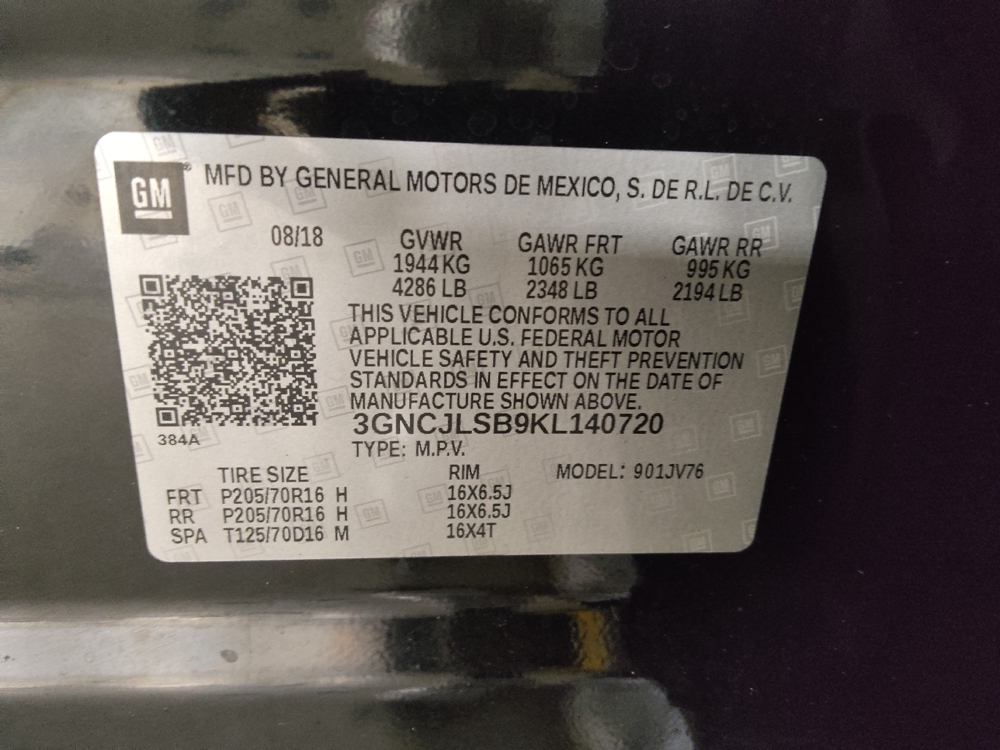 GM MFD BY GENERAL MOTORS DE MEXICO, S. DE R.L. DE C.V.
08/18 GVWR GAWR FRT GAWR RR
1944 KG 1065 KG 995 KG
4286 LB 2348 LB 2194 LB
THIS VEHICLE CONFORMS TO ALL
APPLICABLE U.S. FEDERAL MOTOR
VEHICLE SAFETY AND THEFT PREVENTION
STANDARDS IN EFFECT ON THE DATE OF
MANUFACTURE SHOWN ABOVE.
3GNCJLSB9KL140720
384A
TYPE: M.P.V.
TIRE SIZE RIM MODEL: 901JV76
FRT P205/70R16 H 16X6.5J
RR P205/70R16 H 16X6.5J
SPA T125/70D16 M 16X4T